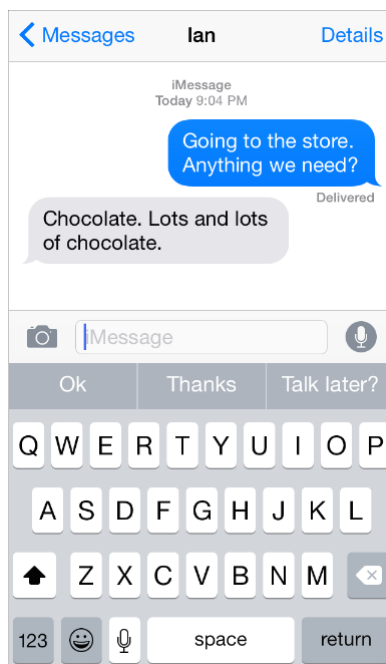 Messages Ian Details
iMessage
Today 9:04 PM
Going to the store.
Anything we need?
Delivered
Chocolate. Lots and lots
of chocolate.
iMessage
Ok Thanks Talk later?
Q W E R T Y U I O P
A S D F G H J K L
Z X C V B N M
123 space return